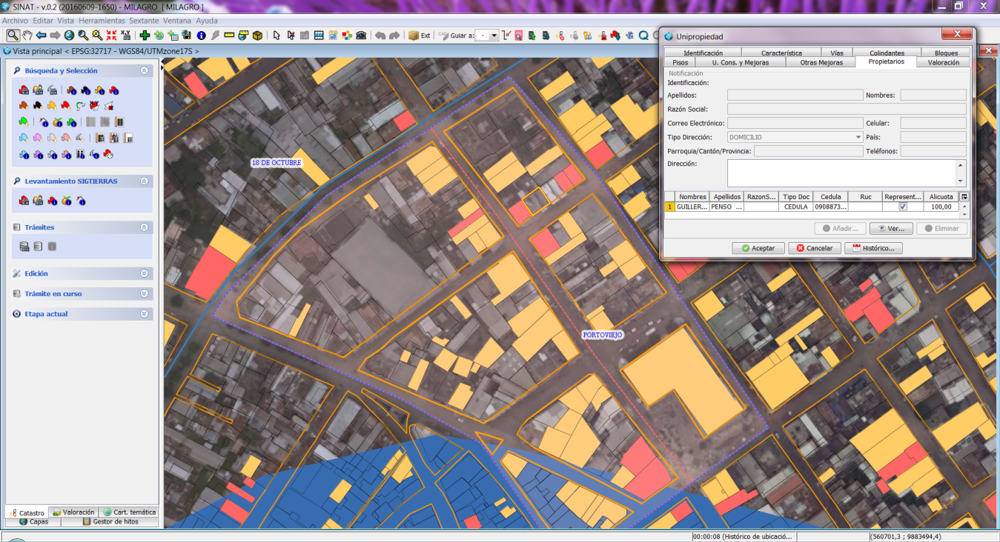 SINAT - v.0.2 (20160609-1650) - MILAGRO [ MILAGRO ]
Archivo Editar Vista Herramientas Sextante Ventana Ayuda
Ext Guiar a: -
Vista principal < EPSG:32717 - WGS84/UTMzone17S >
Búsqueda y Selección
Levantamiento SIGTIERRAS
Trámites
Edición
Trámite en curso
Etapa actual
Catastro Valoración Cart. temática
Capas Gestor de hitos
18 DE OCTUBRE
PORTOVIEJO
Unipropiedad
Identificación Característica Vías Colindantes Bloques
Pisos U. Cons. y Mejoras Otras Mejoras Propietarios Valoración
Notificación
Identificación:
Apellidos: Nombres:
Razón Social:
Correo Electrónico: Celular:
Tipo Dirección: DOMICILIO País:
Parroquia/Cantón/Provincia: Teléfonos:
Dirección:
Nombres Apellidos RazonS... Tipo Doc Cedula Ruc Represent... Alicuota
1 GUILLER... PENSO ... CEDULA 0908873... 100,00
Añadir... Ver... Eliminar
Aceptar Cancelar Histórico...
00:00:08 (Histórico de ubicació... (560701,3 ; 9883494,4)